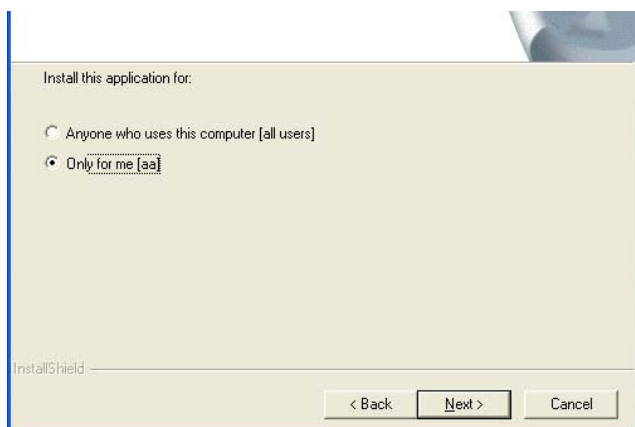 Install this application for:
Anyone who uses this computer [all users]
Only for me [aa]
InstallShield
< Back
Next >
Cancel